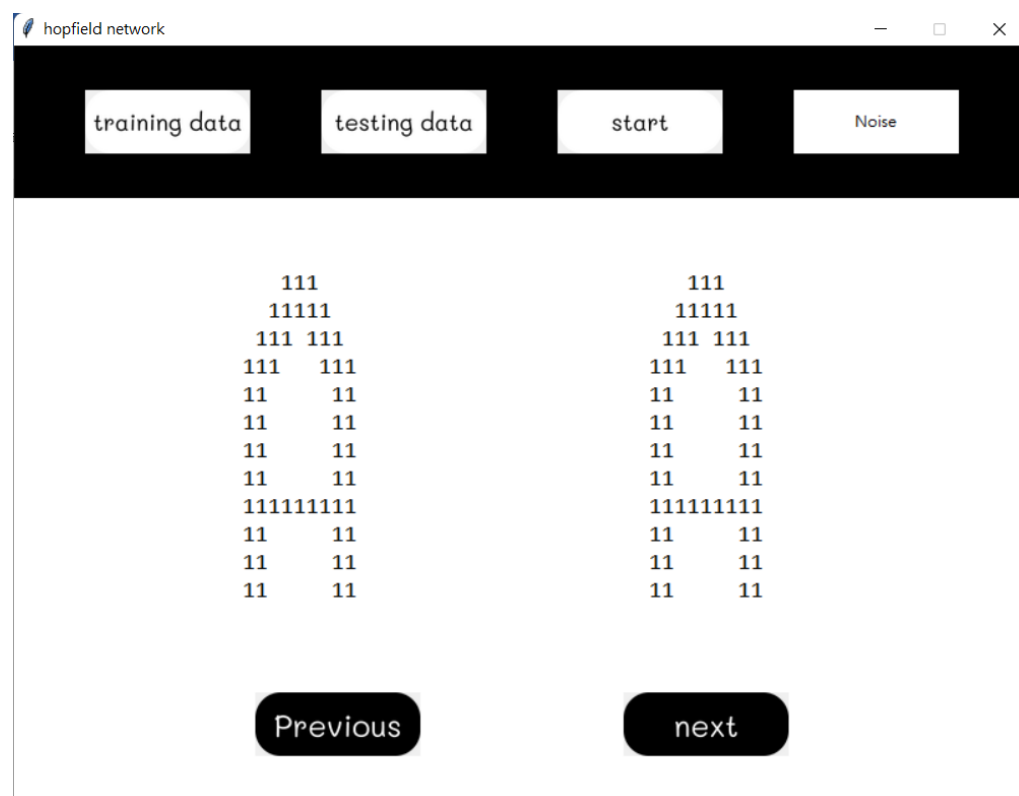 hopfield network
training data testing data start Noise
   111                 111
  11111               11111
 111 111             111 111
111   111           111   111
11     11           11     11
11     11           11     11
11     11           11     11
11     11           11     11
111111111           111111111
11     11           11     11
11     11           11     11
11     11           11     11
Previous next